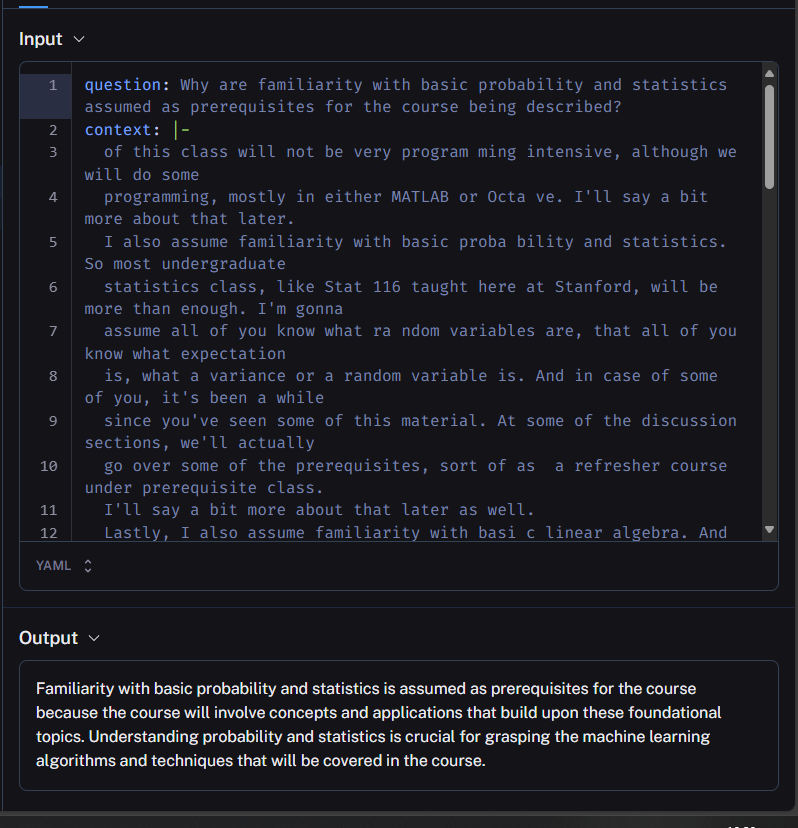 Input
1 question: Why are familiarity with basic probability and statistics
assumed as prerequisites for the course being described?
2 context: |-
3 of this class will not be very program ming intensive, although we
will do some
4 programming, mostly in either MATLAB or Octa ve. I'll say a bit
more about that later.
5 I also assume familiarity with basic proba bility and statistics.
So most undergraduate
6 statistics class, like Stat 116 taught here at Stanford, will be
more than enough. I'm gonna
7 assume all of you know what ra ndom variables are, that all of you
know what expectation
8 is, what a variance or a random variable is. And in case of some
of you, it's been a while
9 since you've seen some of this material. At some of the discussion
sections, we'll actually
10 go over some of the prerequisites, sort of as  a refresher course
under prerequisite class.
11 I'll say a bit more about that later as well.
12 Lastly, I also assume familiarity with basi c linear algebra. And
YAML
Output
Familiarity with basic probability and statistics is assumed as prerequisites for the course
because the course will involve concepts and applications that build upon these foundational
topics. Understanding probability and statistics is crucial for grasping the machine learning
algorithms and techniques that will be covered in the course.